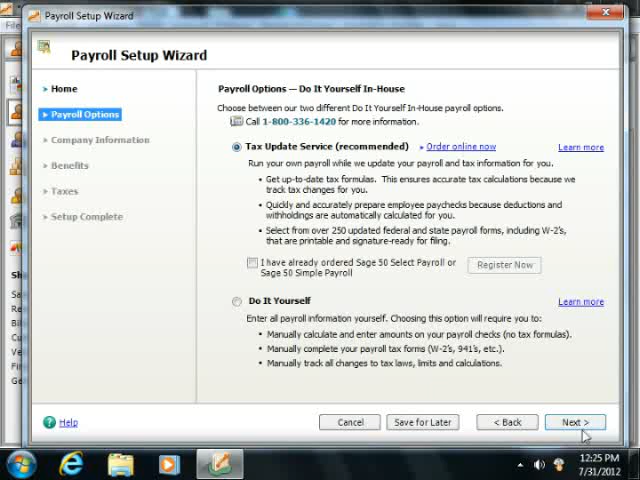 Payroll Setup Wizard
File
Payroll Setup Wizard
Home
Payroll Options
Company Information
Benefits
Taxes
Setup Complete
Payroll Options -- Do It Yourself In-House
Choose between our two different Do It Yourself In-House payroll options.
Call 1-800-336-1420 for more information.
Tax Update Service (recommended)
Order online now
Learn more
Run your own payroll while we update your payroll and tax information for you.
• Get up-to-date tax formulas. This ensures accurate tax calculations because we
track tax changes for you.
• Quickly and accurately prepare employee paychecks because deductions and
withholdings are automatically calculated for you.
• Select from over 250 updated federal and state payroll forms, including W-2's,
that are printable and signature-ready for filing.
I have already ordered Sage 50 Select Payroll or
Sage 50 Simple Payroll
Register Now
Do It Yourself
Learn more
Enter all payroll information yourself. Choosing this option will require you to:
• Manually calculate and enter amounts on your payroll checks (no tax formulas).
• Manually complete your payroll tax forms (W-2's, 941's, etc.).
• Manually track all changes to tax laws, limits and calculations.
Help
Cancel
Save for Later
< Back
Next >
12:25 PM
7/31/2012